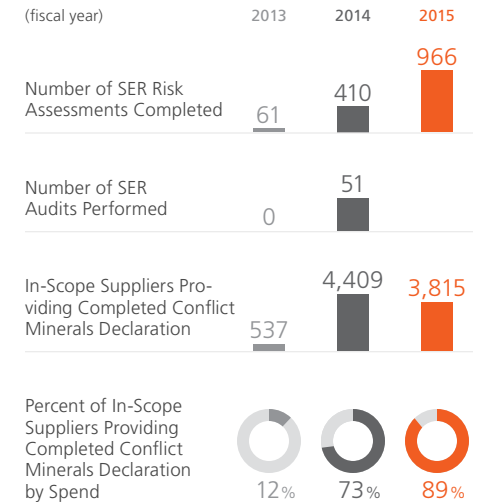 (fiscal year) 2013 2014 2015
966
Number of SER Risk 410
Assessments Completed 61
Number of SER 51
Audits Performed 0
In-Scope Suppliers Pro- 4,409 3,815
viding Completed Conflict
Minerals Declaration 537
Percent of In-Scope
Suppliers Providing
Completed Conflict
Minerals Declaration
by Spend 12% 73% 89%